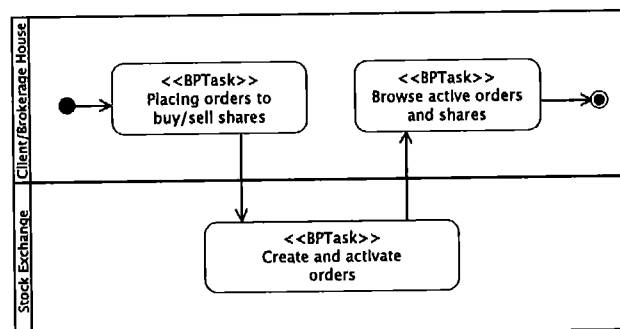 Client/Brokerage House
<<BPTask>>
Placing orders to
buy/sell shares
<<BPTask>>
Browse active orders
and shares
Stock Exchange
<<BPTask>>
Create and activate
orders